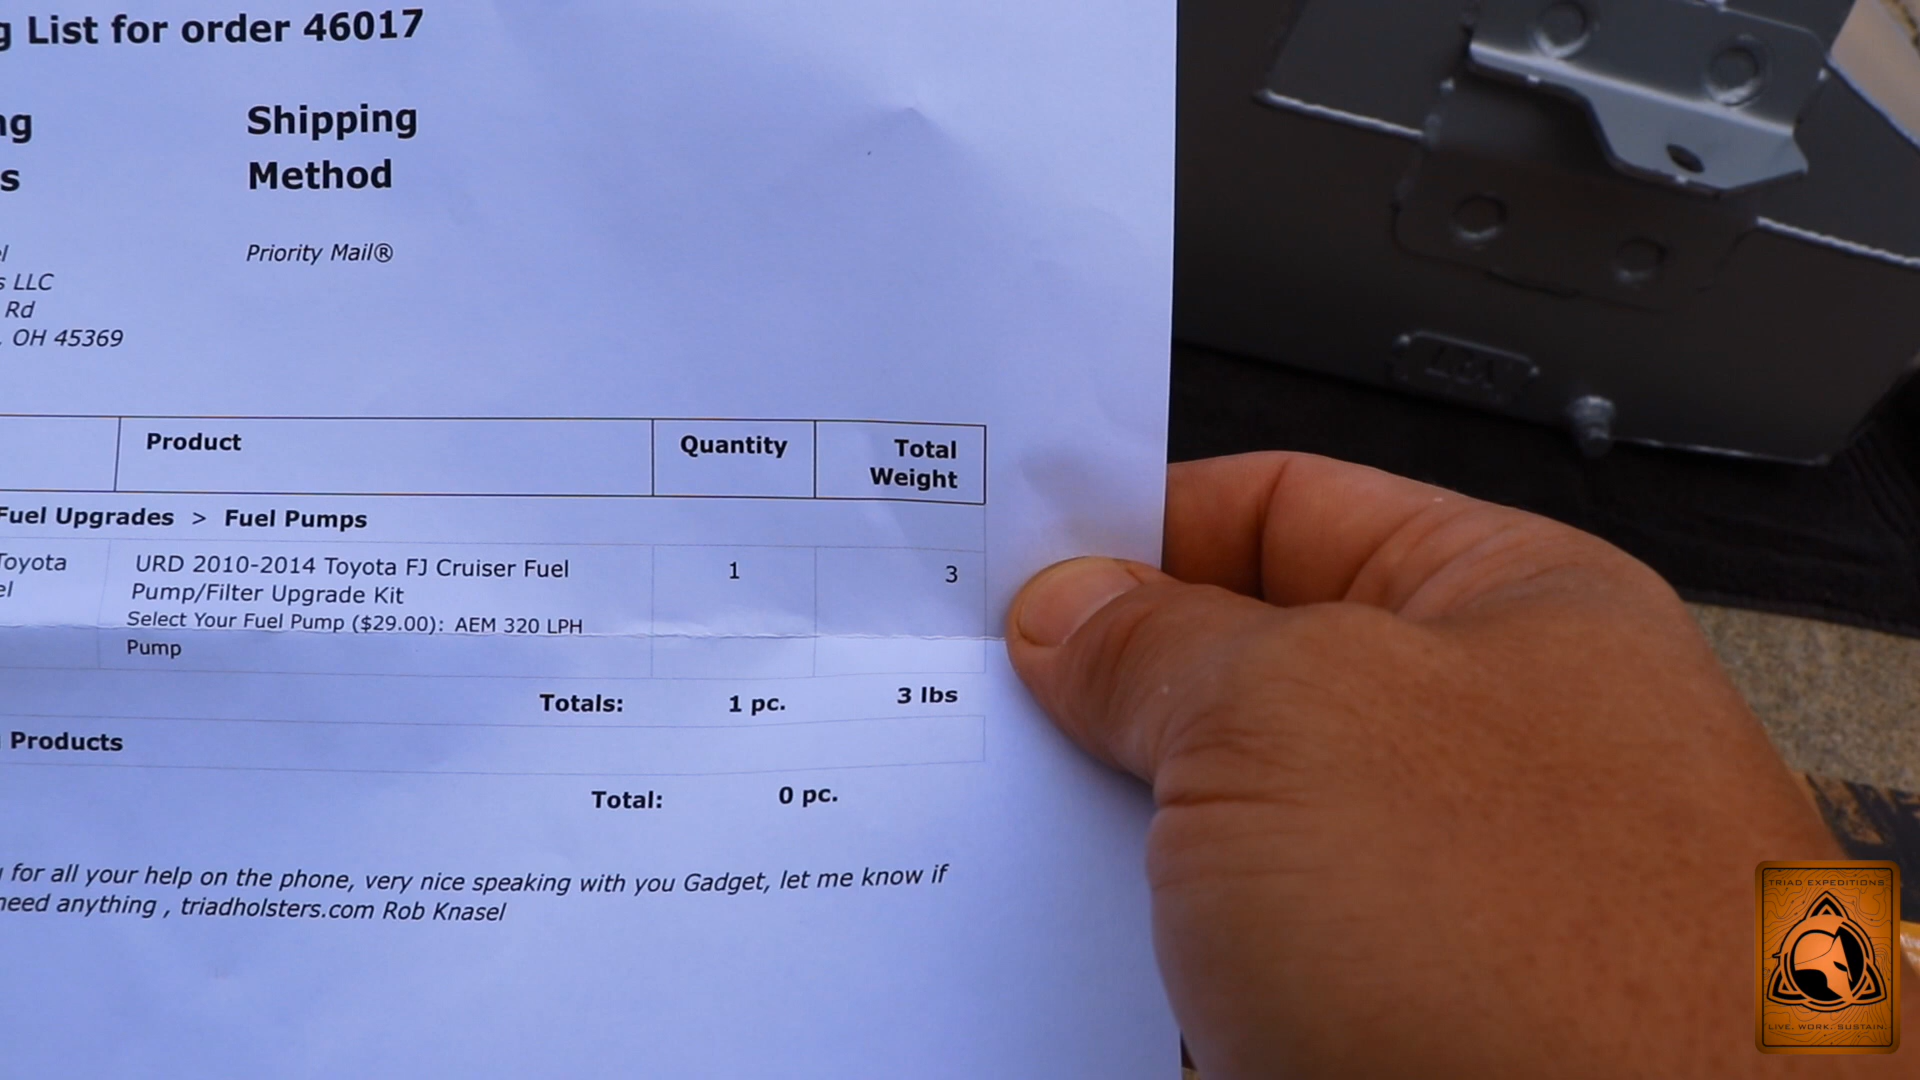 List for order 46017
Shipping
Method
Priority Mail®
LLC
Rd
OH 45369
Product
Quantity
Total
Weight
Fuel Upgrades > Fuel Pumps
Toyota
URD 2010-2014 Toyota FJ Cruiser Fuel
Pump/Filter Upgrade Kit
Select Your Fuel Pump ($29.00): AEM 320 LPH
Pump
1
3
Totals: 1 pc. 3 lbs
Products
Total: 0 pc.
for all your help on the phone, very nice speaking with you Gadget, let me know if
need anything , triadholsters.com Rob Knasel
TRIAD EXPEDITIONS
LIVE. WORK. SUSTAIN.